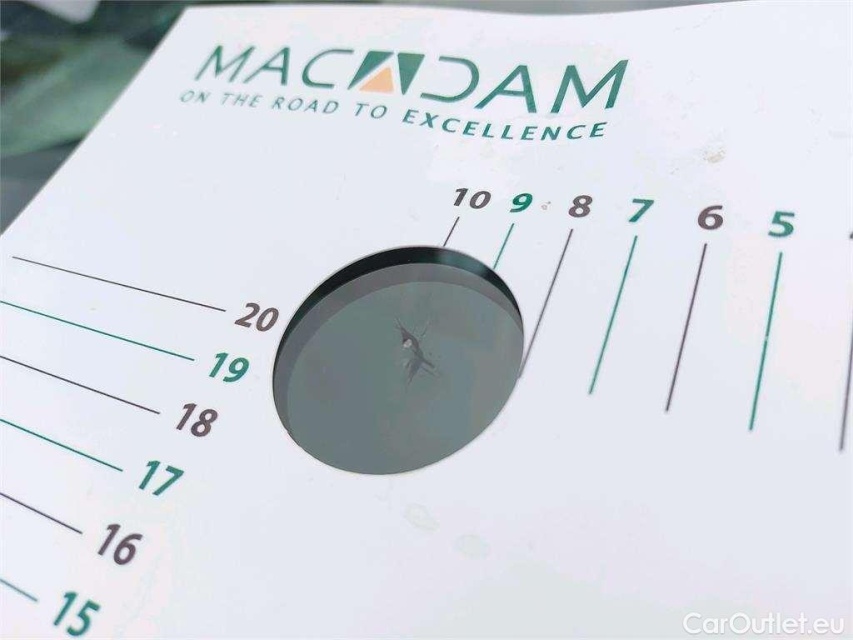 MACADAM
ON THE ROAD TO EXCELLENCE
10 9 8 7 6 5
20
19
18
17
16
15
CarOutlet.eu